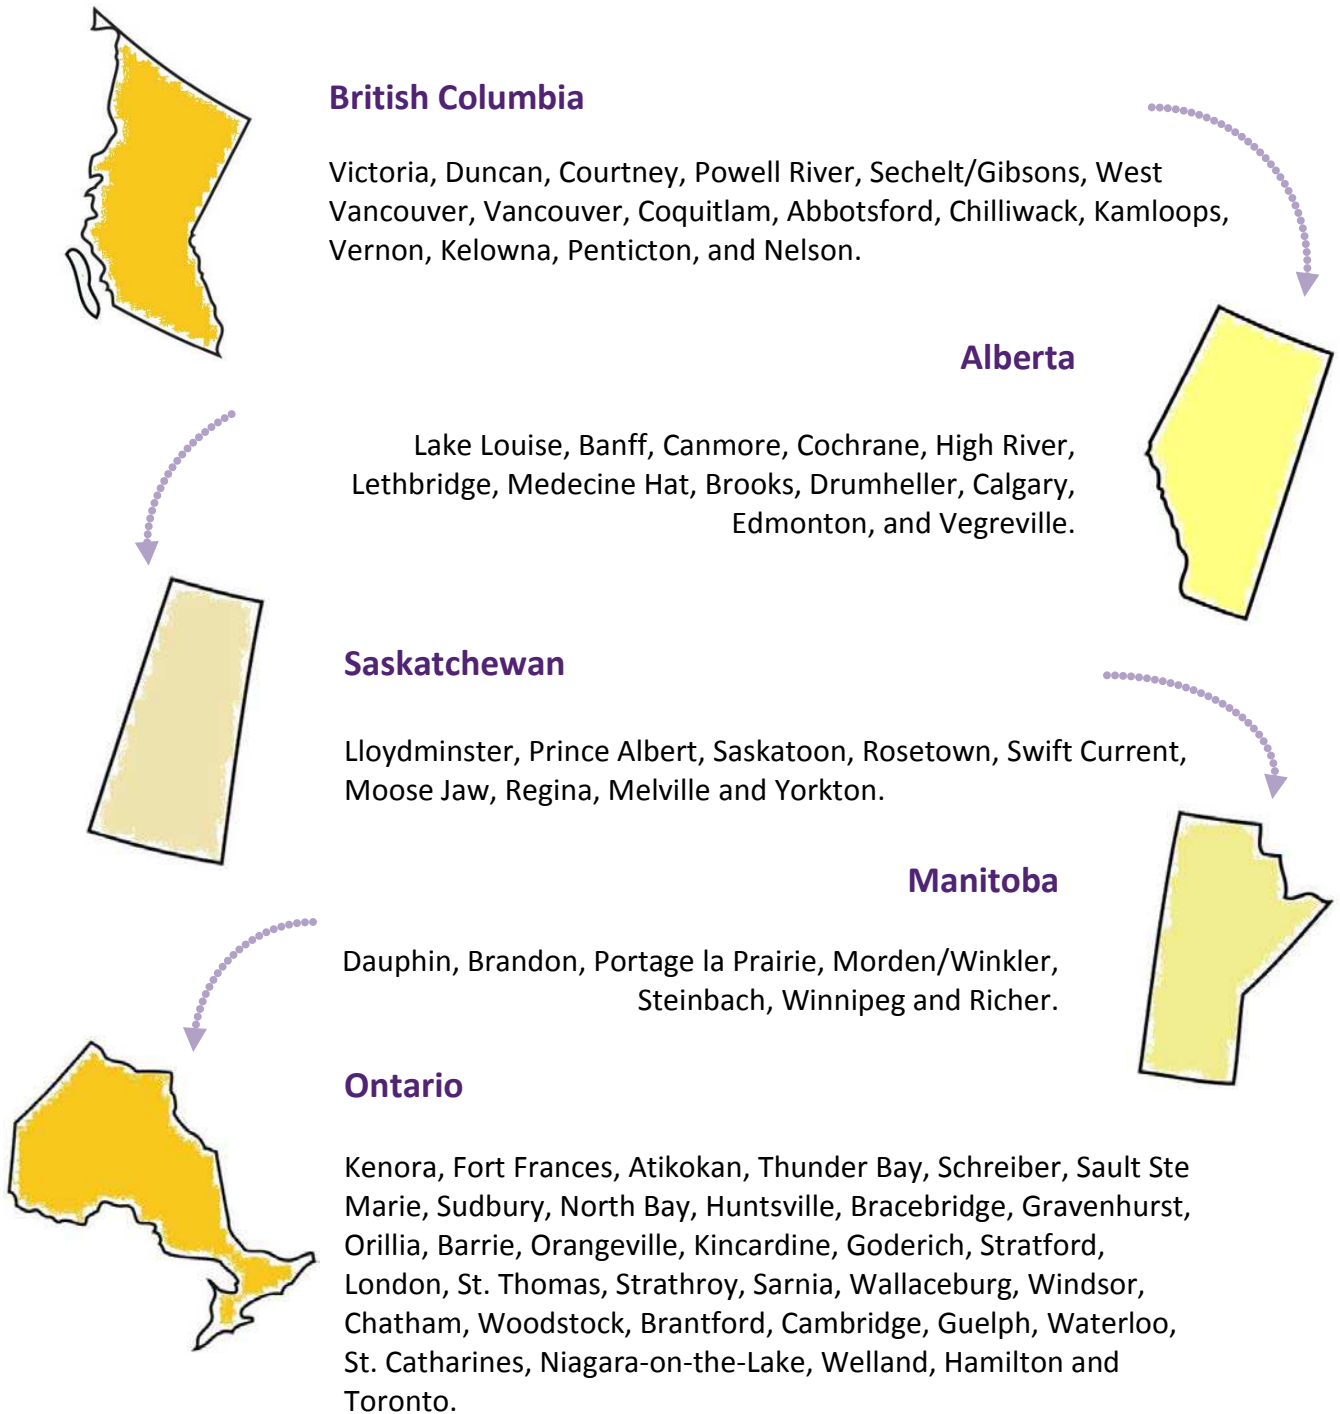 British Columbia
Victoria, Duncan, Courtney, Powell River, Sechelt/Gibsons, West
Vancouver, Vancouver, Coquitlam, Abbotsford, Chilliwack, Kamloops,
Vernon, Kelowna, Penticton, and Nelson.
Alberta
Lake Louise, Banff, Canmore, Cochrane, High River,
Lethbridge, Medecine Hat, Brooks, Drumheller, Calgary,
Edmonton, and Vegreville.
Saskatchewan
Lloydminster, Prince Albert, Saskatoon, Rosetown, Swift Current,
Moose Jaw, Regina, Melville and Yorkton.
Manitoba
Dauphin, Brandon, Portage la Prairie, Morden/Winkler,
Steinbach, Winnipeg and Richer.
Ontario
Kenora, Fort Frances, Atikokan, Thunder Bay, Schreiber, Sault Ste
Marie, Sudbury, North Bay, Huntsville, Bracebridge, Gravenhurst,
Orillia, Barrie, Orangeville, Kincardine, Goderich, Stratford,
London, St. Thomas, Strathroy, Sarnia, Wallaceburg, Windsor,
Chatham, Woodstock, Brantford, Cambridge, Guelph, Waterloo,
St. Catharines, Niagara-on-the-Lake, Welland, Hamilton and
Toronto.